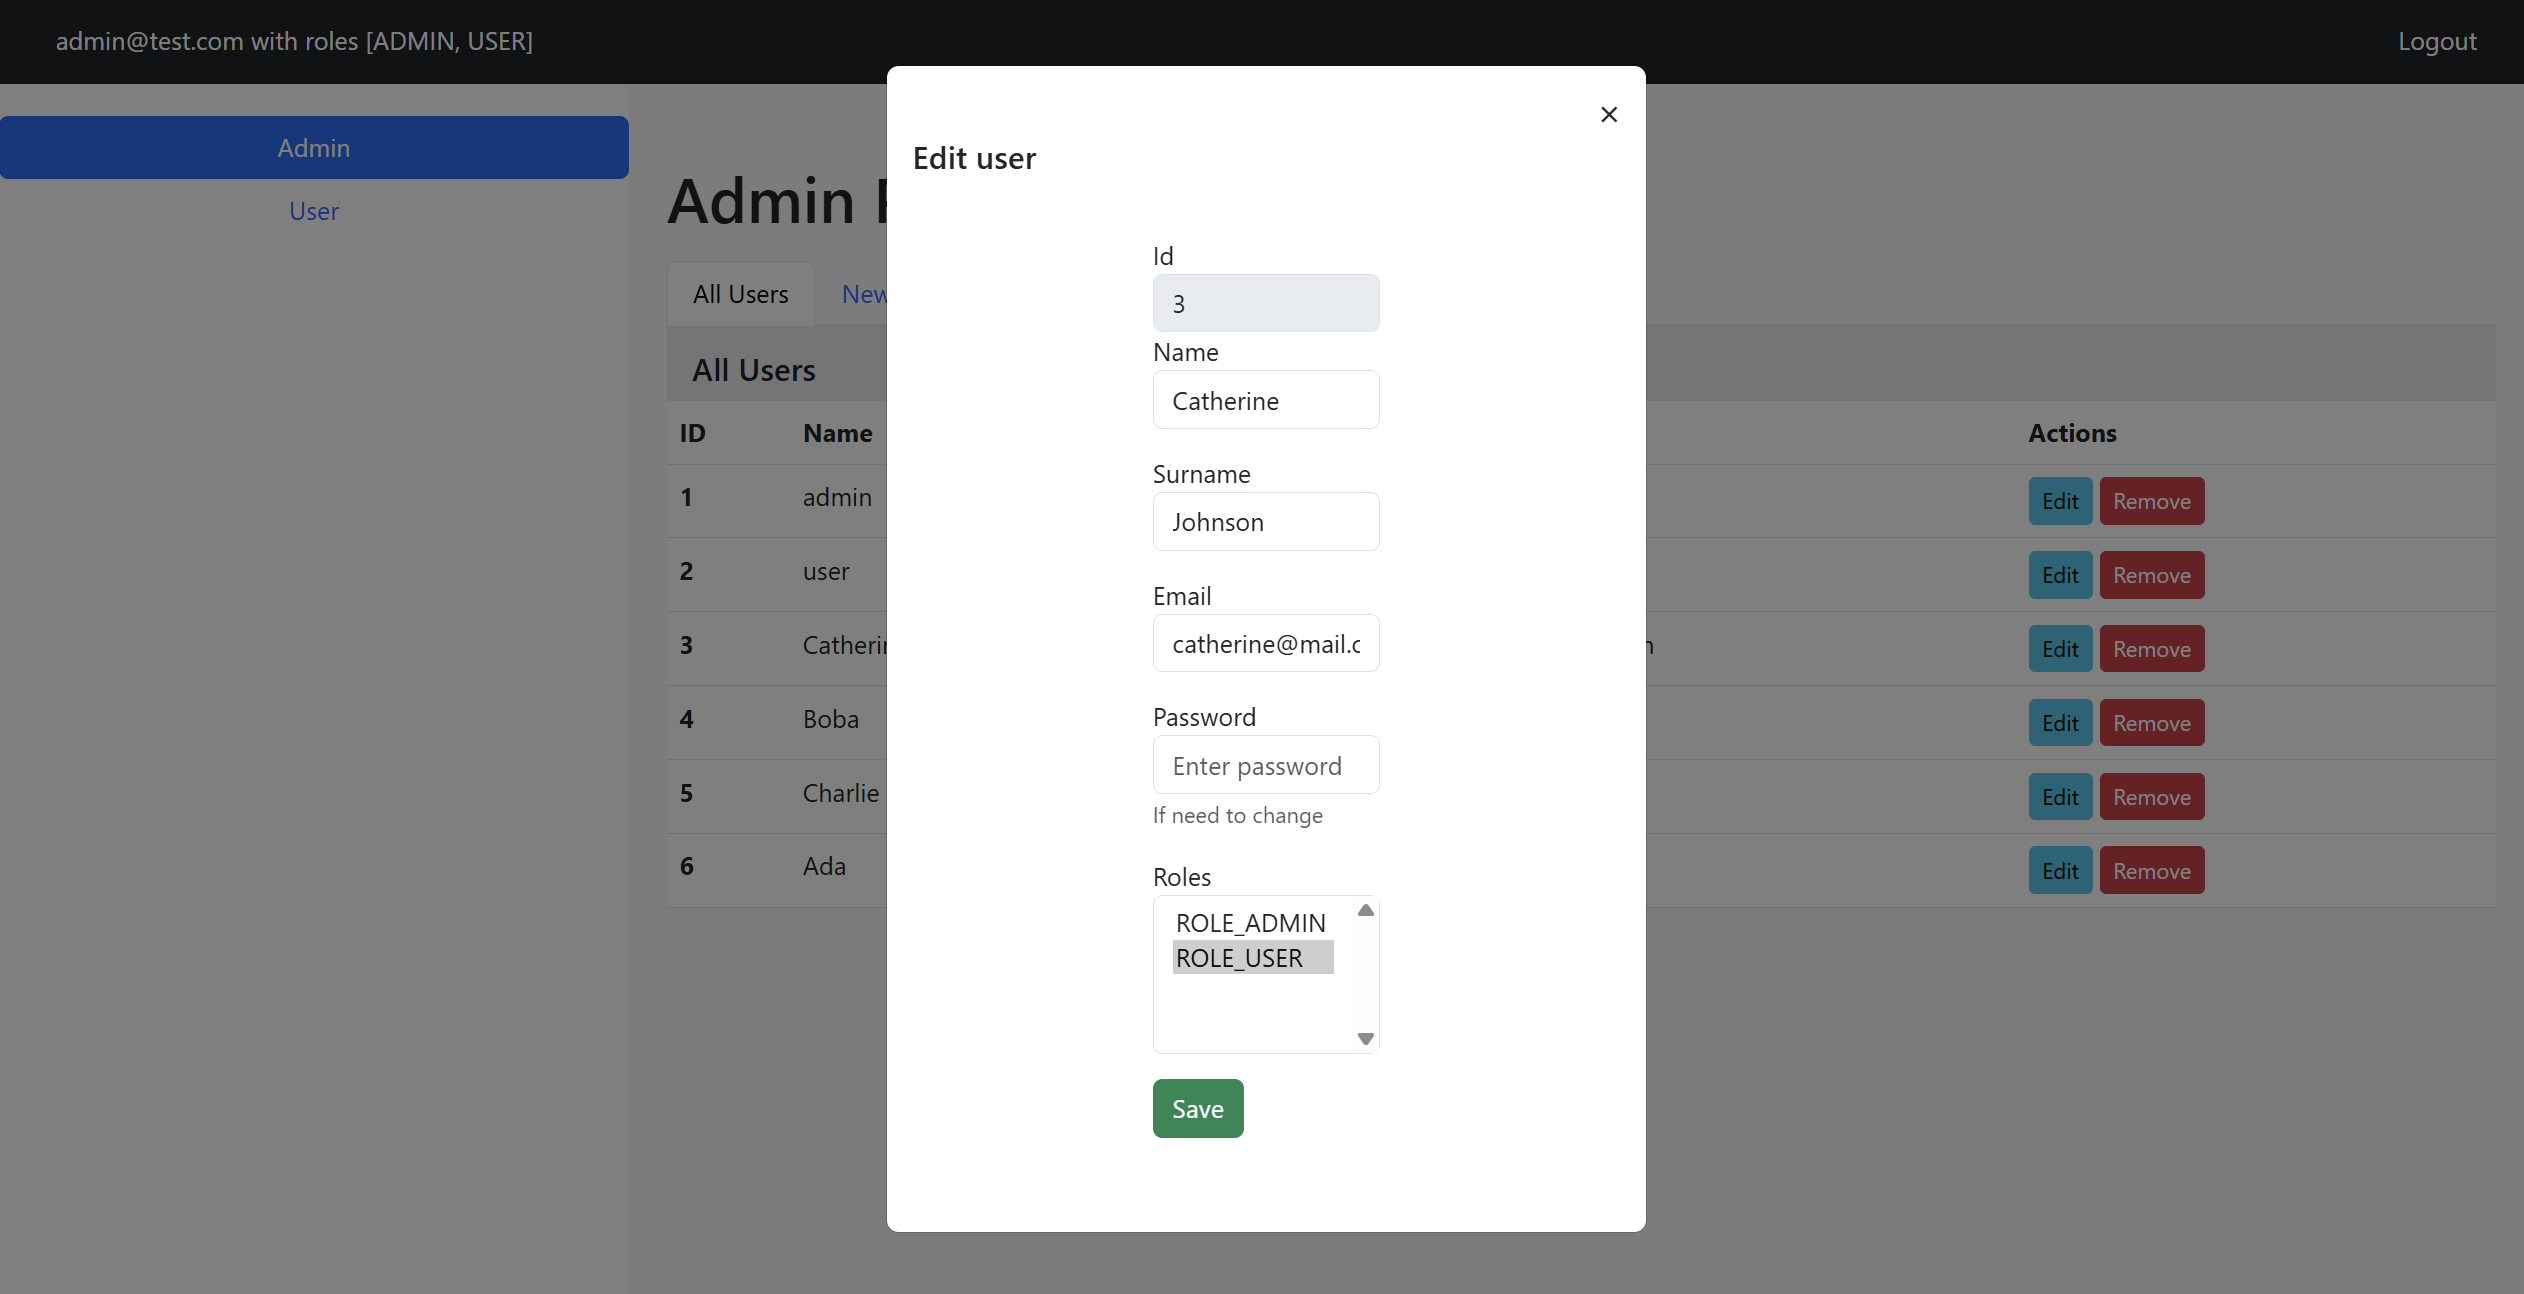 admin@test.com with roles [ADMIN, USER]
Logout
Admin
User
Admin
All Users
New
All Users
ID Name Actions
1 admin Edit Remove
2 user Edit Remove
3 Edit Remove
4 Boba Edit Remove
5 Charlie Edit Remove
6 Ada Edit Remove
×
Edit user
Id
3
Name
Catherine
Surname
Johnson
Email
catherine@mail.c
Password
Enter password
If need to change
Roles
ROLE_ADMIN
ROLE_USER
Save